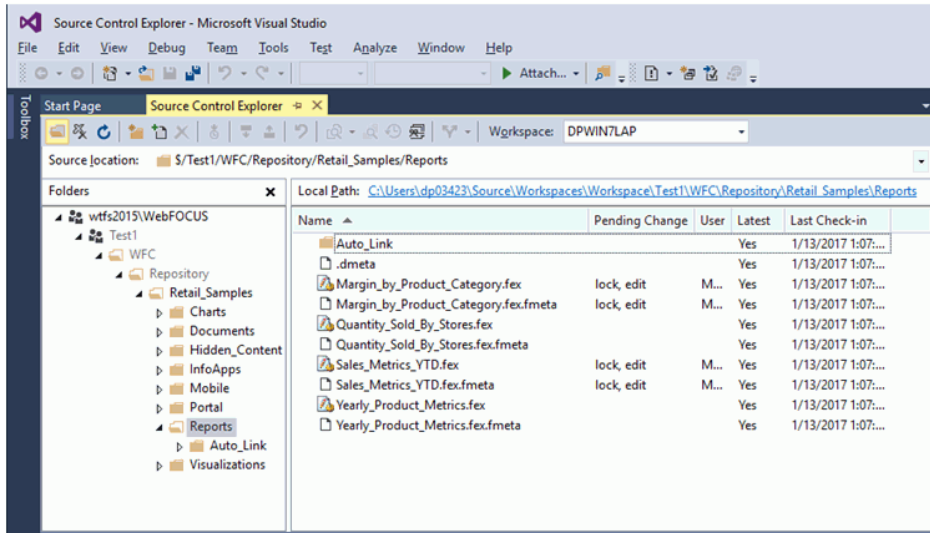 Source Control Explorer - Microsoft Visual Studio
File Edit View Debug Team Tools Test Analyze Window Help
Attach...
Toolbox
Start Page Source Control Explorer
Workspace: DPWIN7LAP
Source location: $/Test1/WFC/Repository/Retail_Samples/Reports
Folders
Local Path: C:\Users\dp03423\Source\Workspaces\Workspace\Test1\WFC\Repository\Retail_Samples\Reports
wtfs2015\WebFOCUS
Test1
WFC
Repository
Retail_Samples
Charts
Documents
Hidden_Content
InfoApps
Mobile
Portal
Reports
Auto_Link
Visualizations
Name Pending Change User Latest Last Check-in
Auto_Link Yes 1/13/2017 1:07:...
.dmeta Yes 1/13/2017 1:07:...
Margin_by_Product_Category.fex lock, edit M... Yes 1/13/2017 1:07:...
Margin_by_Product_Category.fex.fmeta lock, edit M... Yes 1/13/2017 1:07:...
Quantity_Sold_By_Stores.fex Yes 1/13/2017 1:07:...
Quantity_Sold_By_Stores.fex.fmeta Yes 1/13/2017 1:07:...
Sales_Metrics_YTD.fex lock, edit M... Yes 1/13/2017 1:07:...
Sales_Metrics_YTD.fex.fmeta lock, edit M... Yes 1/13/2017 1:07:...
Yearly_Product_Metrics.fex Yes 1/13/2017 1:07:...
Yearly_Product_Metrics.fex.fmeta Yes 1/13/2017 1:07:...